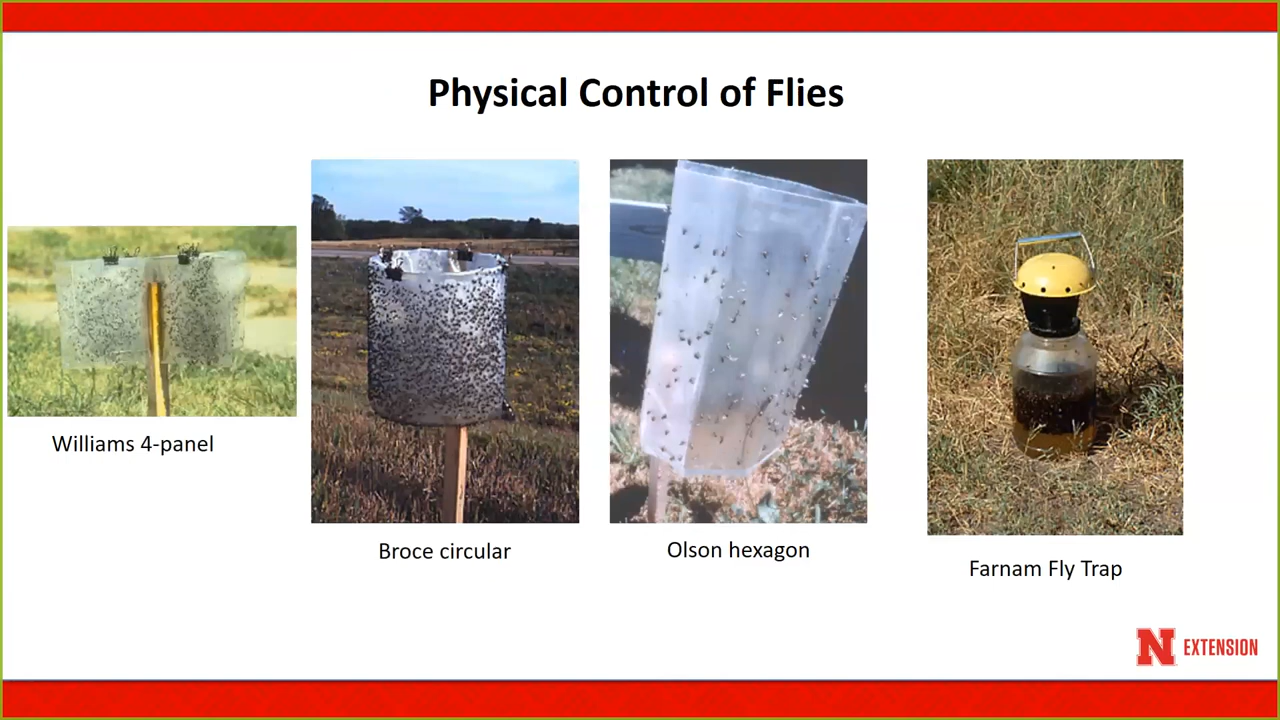 Physical Control of Flies
Williams 4-panel
Broce circular
Olson hexagon
Farnam Fly Trap
N EXTENSION